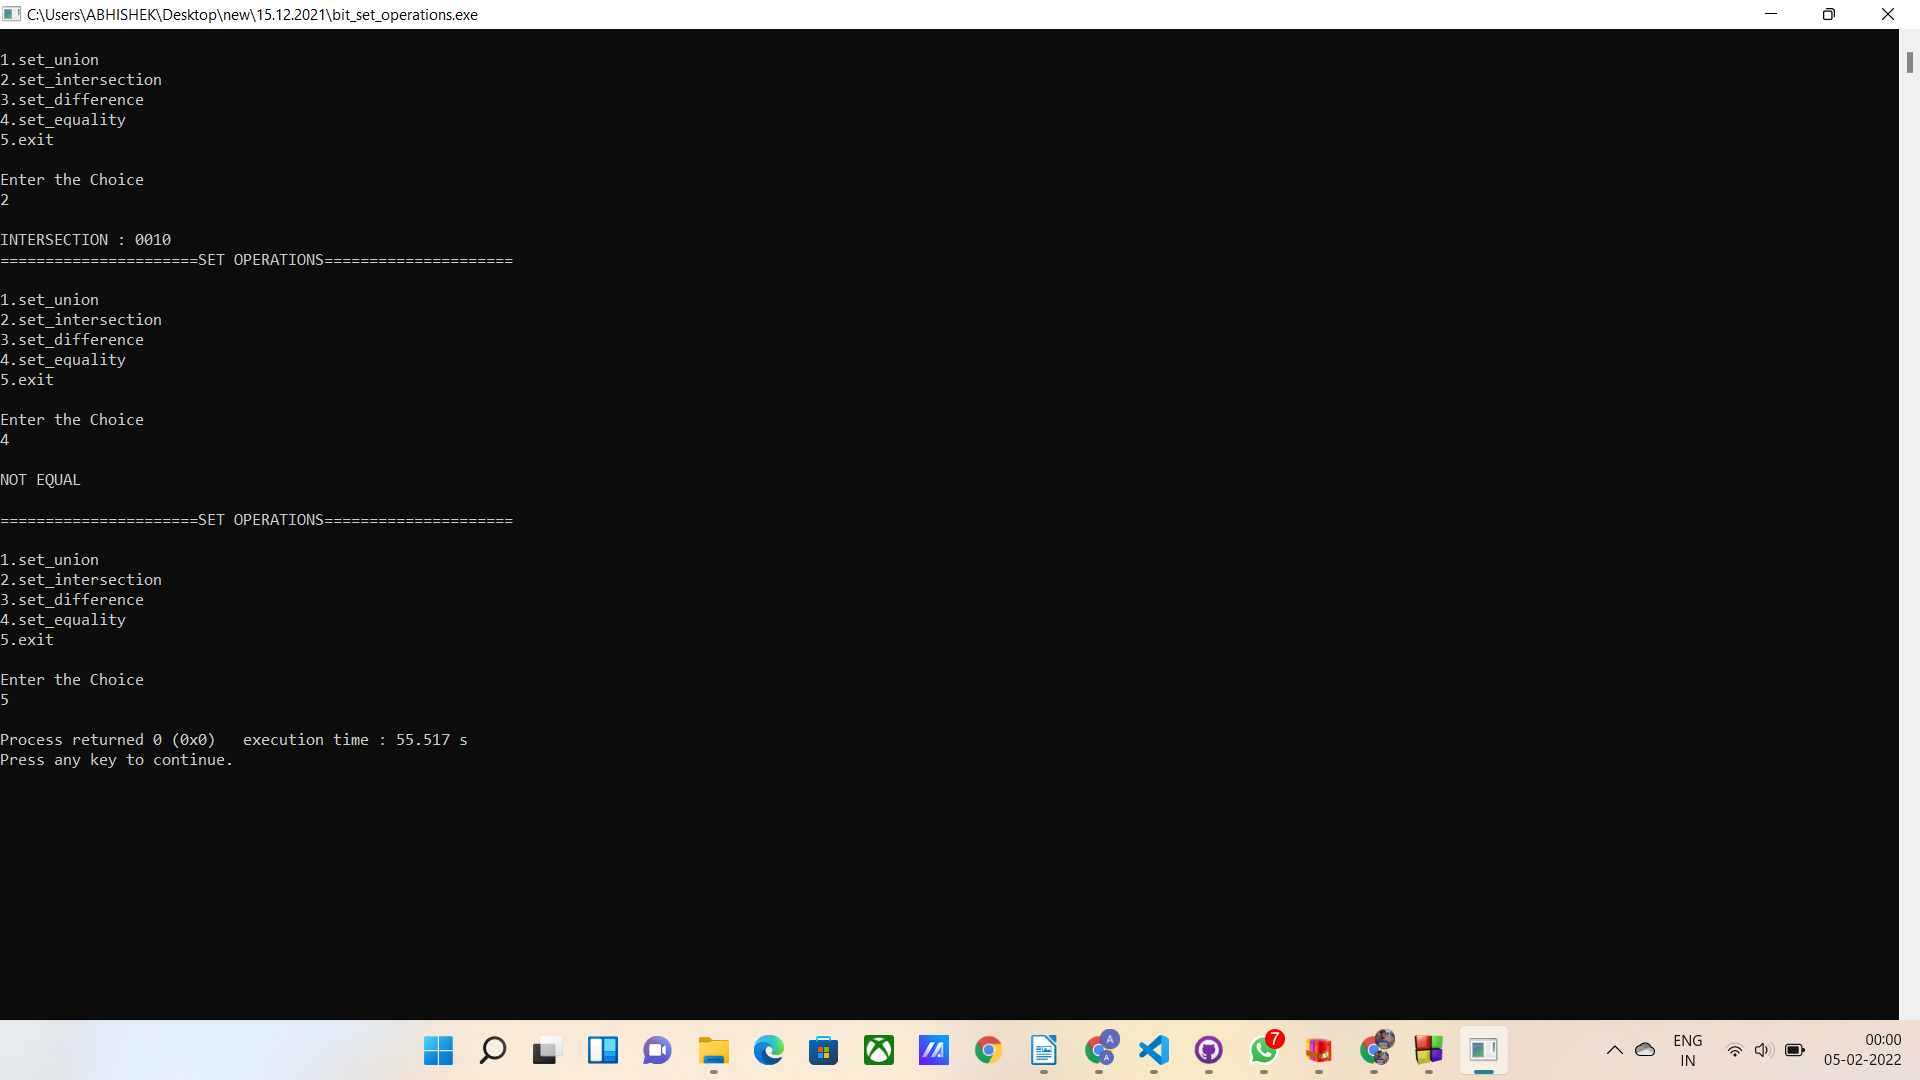 C:\Users\ABHISHEK\Desktop\new\15.12.2021\bit_set_operations.exe
1.set_union
2.set_intersection
3.set_difference
4.set_equality
5.exit
Enter the Choice
2
INTERSECTION : 0010
======================SET OPERATIONS=====================
1.set_union
2.set_intersection
3.set_difference
4.set_equality
5.exit
Enter the Choice
4
NOT EQUAL
======================SET OPERATIONS=====================
1.set_union
2.set_intersection
3.set_difference
4.set_equality
5.exit
Enter the Choice
5
Process returned 0 (0x0)   execution time : 55.517 s
Press any key to continue.
A
A
7
ENG
IN
00:00
05-02-2022